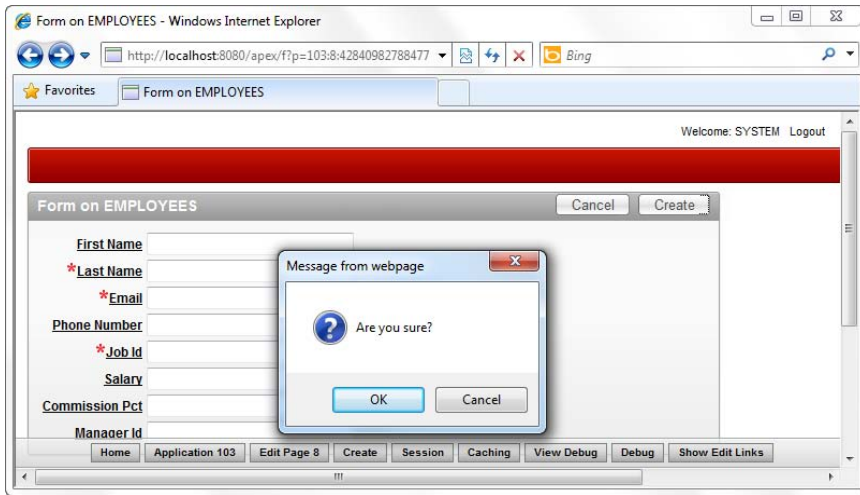 Form on EMPLOYEES - Windows Internet Explorer
http://localhost:8080/apex/f?p=103:8:42840982788477
Bing
Favorites
Form on EMPLOYEES
Welcome: SYSTEM Logout
Form on EMPLOYEES
Cancel
Create
First Name
*Last Name
*Email
Phone Number
*Job Id
Salary
Commission Pct
Manager Id
Message from webpage
Are you sure?
OK
Cancel
Home
Application 103
Edit Page 8
Create
Session
Caching
View Debug
Debug
Show Edit Links